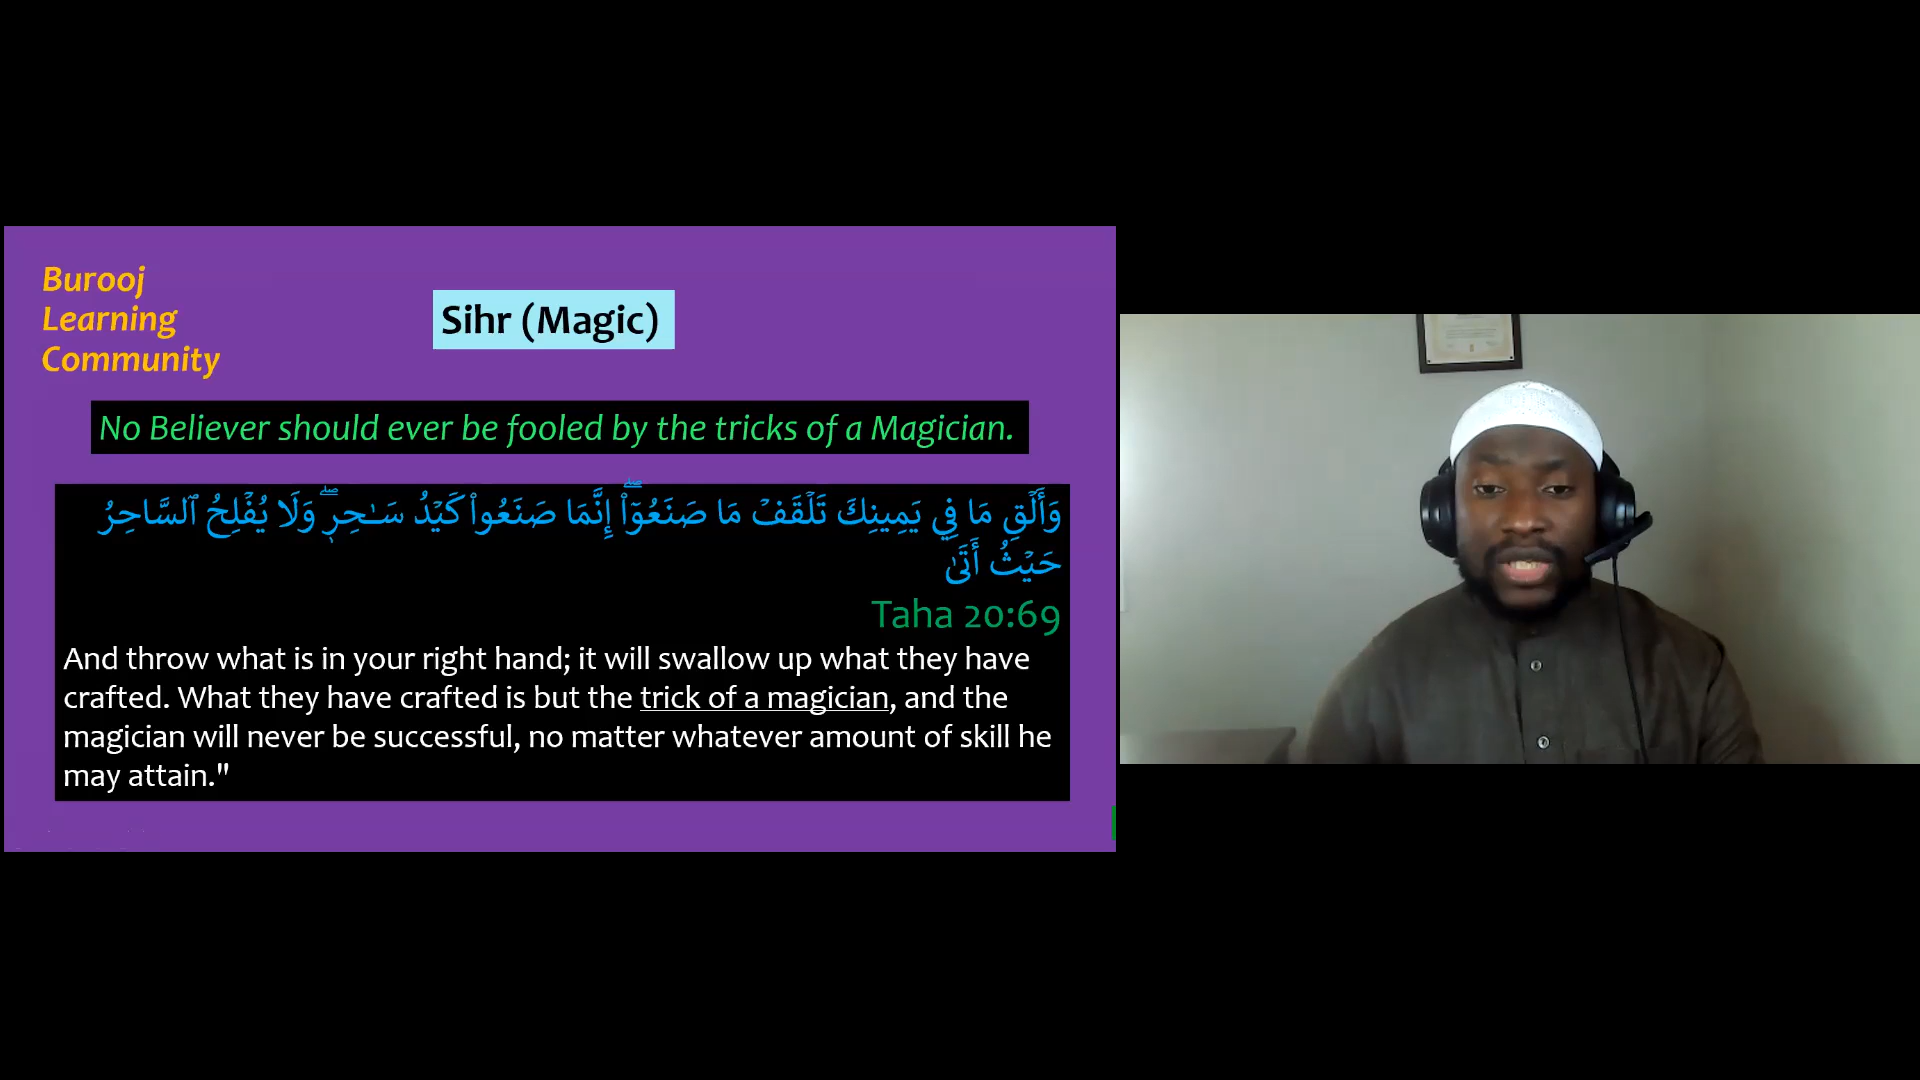 Burooj
Learning
Community
Sihr (Magic)
No Believer should ever be fooled by the tricks of a Magician.
وَأَلۡقِ مَا فِي يَمِينِكَ تَلۡقَفۡ مَا صَنَعُوٓاْۖ إِنَّمَا صَنَعُواْ كَيۡدُ سَـٰحِرٖۖ وَلَا يُفۡلِحُ ٱلسَّاحِرُ
حَيۡثُ أَتَىٰ
Taha 20:69
And throw what is in your right hand; it will swallow up what they have
crafted. What they have crafted is but the trick of a magician, and the
magician will never be successful, no matter whatever amount of skill he
may attain."